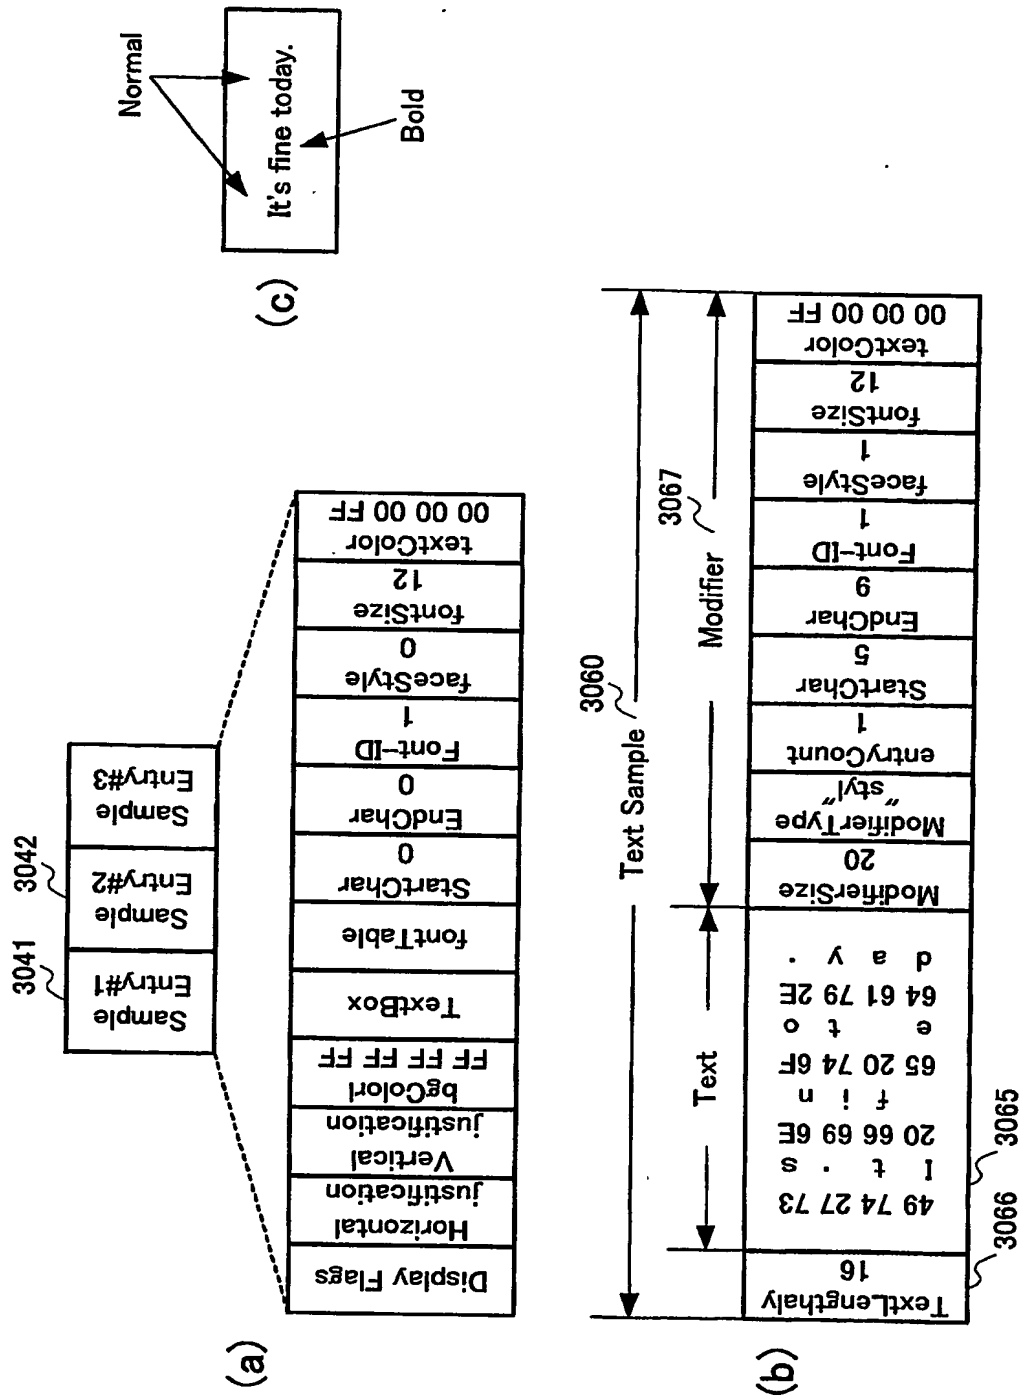 (a)
3041
3042
Sample
Entry#1
Sample
Entry#2
Sample
Entry#3
Display Flags
Horizontal
justification
Vertical
justification
bgColorl
FF FF FF FF
TextBox
fontTable
StartChar
0
EndChar
0
Font-ID
1
faceStyle
0
fontSize
12
textColor
00 00 00 FF
(b)
Text Sample
3060
Text
Modifier
3067
TextLengthaly
16
49 74 27 73
I t ' s
20 66 69 6E
f i n
65 20 74 6F
e t o
64 61 79 2E
d a y .
ModifierSize
20
ModifierType
"styl"
entryCount
1
StartChar
5
EndChar
9
Font-ID
1
faceStyle
1
fontSize
12
textColor
00 00 00 FF
3066
3065
(c)
Normal
It's fine today.
Bold